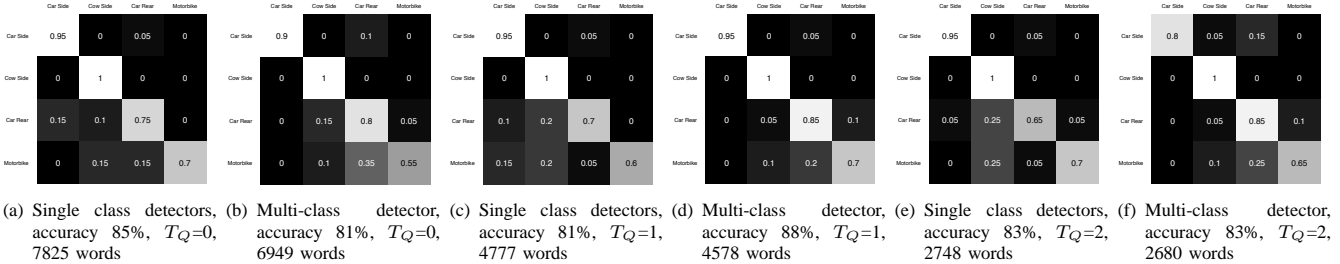 Car Side Cow Side Car Rear Motorbike
Car Side 0.95 0 0.05 0
Cow Side 0 1 0 0
Car Rear 0.15 0.1 0.75 0
Motorbike 0 0.15 0.15 0.7
(a) Single class detectors,
accuracy 85%, T_Q=0,
7825 words
Car Side Cow Side Car Rear Motorbike
Car Side 0.9 0 0.1 0
Cow Side 0 1 0 0
Car Rear 0 0.15 0.8 0.05
Motorbike 0 0.1 0.35 0.55
(b) Multi-class detector,
accuracy 81%, T_Q=0,
6949 words
Car Side Cow Side Car Rear Motorbike
Car Side 0.95 0 0.05 0
Cow Side 0 1 0 0
Car Rear 0.1 0.2 0.7 0
Motorbike 0.15 0.2 0.05 0.6
(c) Single class detectors,
accuracy 81%, T_Q=1,
4777 words
Car Side Cow Side Car Rear Motorbike
Car Side 0.95 0 0.05 0
Cow Side 0 1 0 0
Car Rear 0 0.05 0.85 0.1
Motorbike 0 0.1 0.2 0.7
(d) Multi-class detector,
accuracy 88%, T_Q=1,
4578 words
Car Side Cow Side Car Rear Motorbike
Car Side 0.95 0 0.05 0
Cow Side 0 1 0 0
Car Rear 0.05 0.25 0.65 0.05
Motorbike 0 0.25 0.05 0.7
(e) Single class detectors,
accuracy 83%, T_Q=2,
2748 words
Car Side Cow Side Car Rear Motorbike
Car Side 0.8 0.05 0.15 0
Cow Side 0 1 0 0
Car Rear 0 0.05 0.85 0.1
Motorbike 0 0.1 0.25 0.65
(f) Multi-class detector,
accuracy 83%, T_Q=2,
2680 words